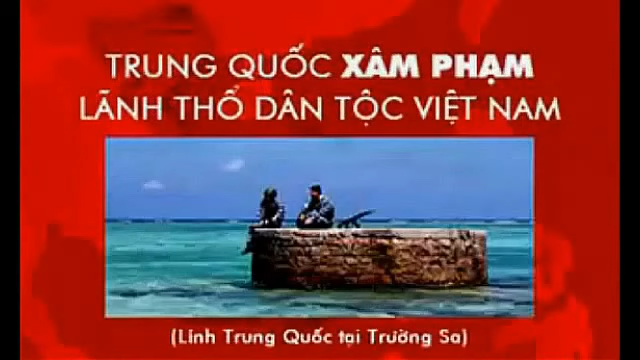 TRUNG QUỐC XÂM PHẠM
LÃNH THỔ DÂN TỘC VIỆT NAM
(Lính Trung Quốc tại Trường Sa)